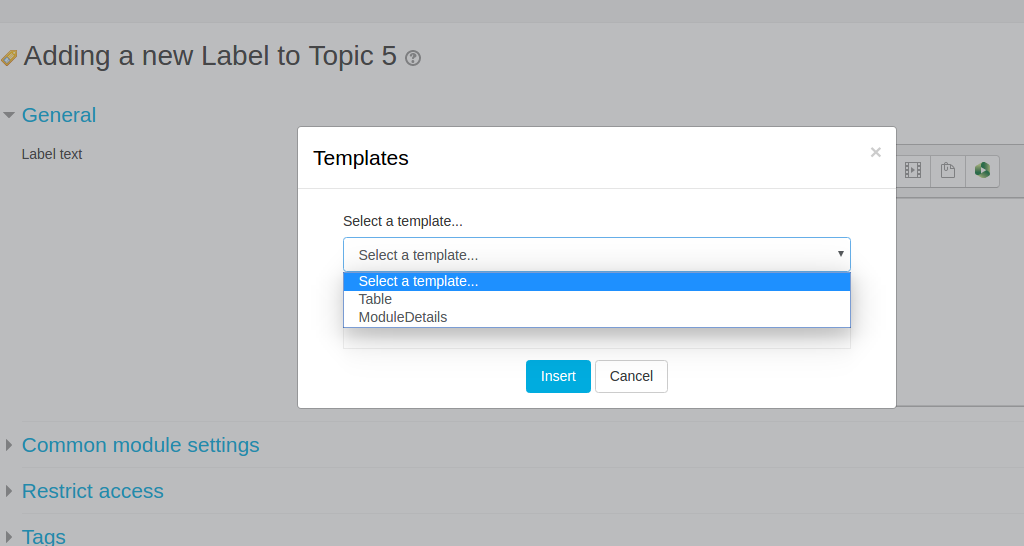 Adding a new Label to Topic 5
General
Label text
Templates
×
Select a template...
Select a template...
Select a template...
Table
ModuleDetails
Insert
Cancel
Common module settings
Restrict access
Tags